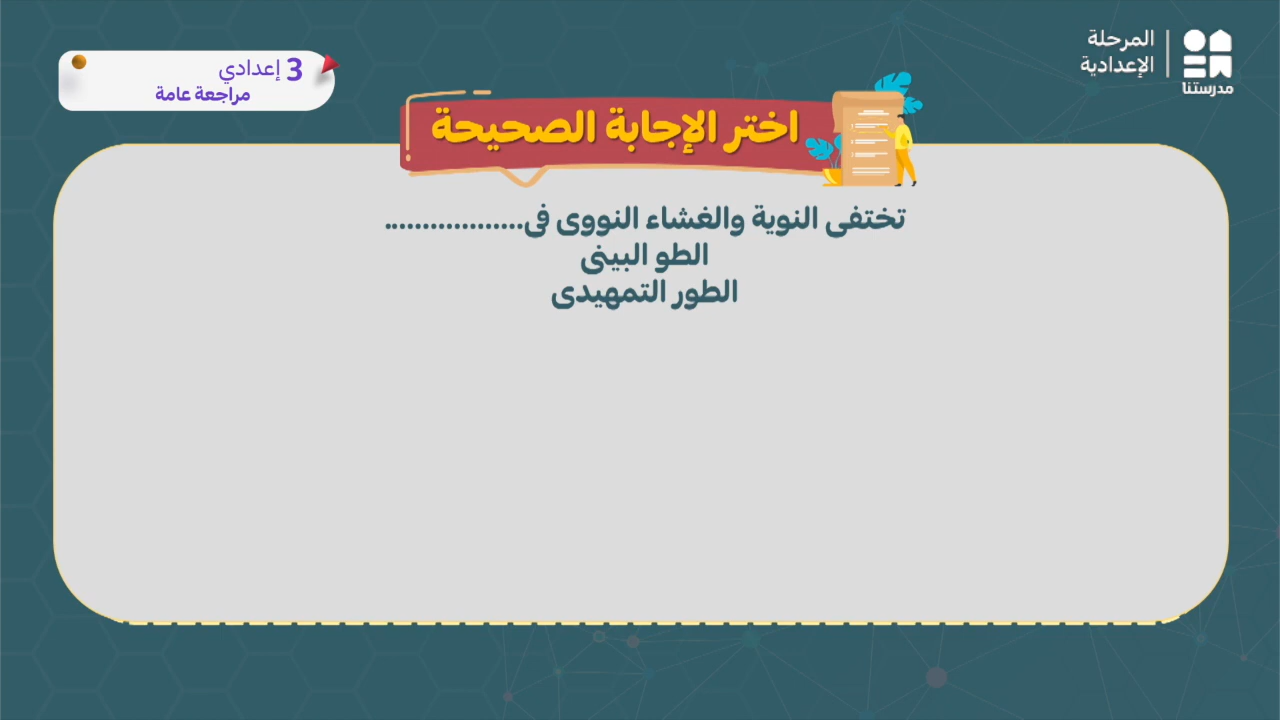 المرحلة
الإعدادية
مدرستنا
3 إعدادي
مراجعة عامة
اختر الإجابة الصحيحة
تختفى النوية والغشاء النووى فى..................
الطو البينى
الطور التمهيدى